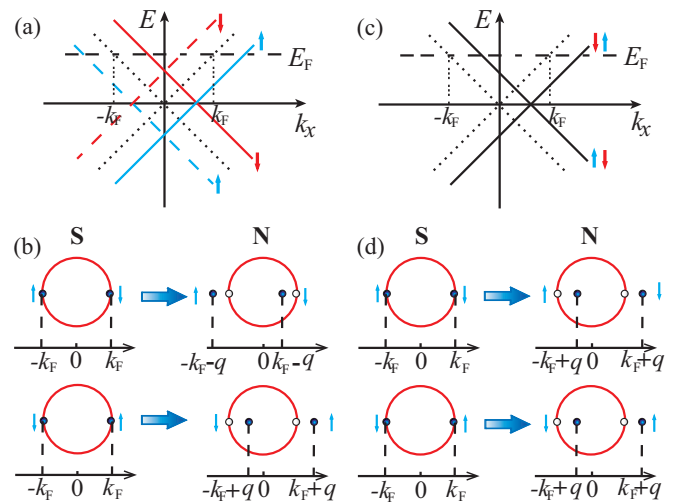 (a) E E_F -k_F k_F k_x
(c) E E_F -k_F k_F k_x
(b) S N
-k_F 0 k_F -k_F-q 0 k_F-q
-k_F 0 k_F -k_F+q 0 k_F+q
(d) S N
-k_F 0 k_F -k_F+q 0 k_F+q
-k_F 0 k_F -k_F+q 0 k_F+q